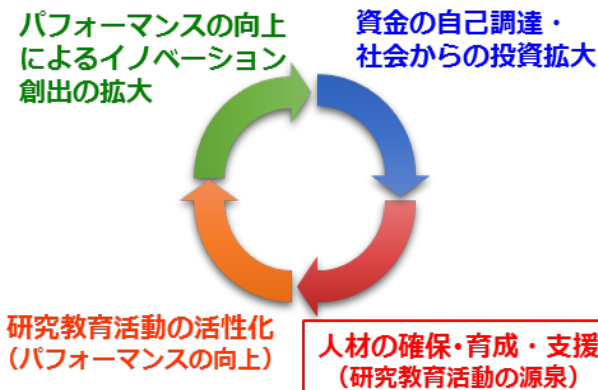 パフォーマンスの向上
によるイノベーション
創出の拡大
資金の自己調達・
社会からの投資拡大
研究教育活動の活性化
（パフォーマンスの向上）
人材の確保・育成・支援
（研究教育活動の源泉）